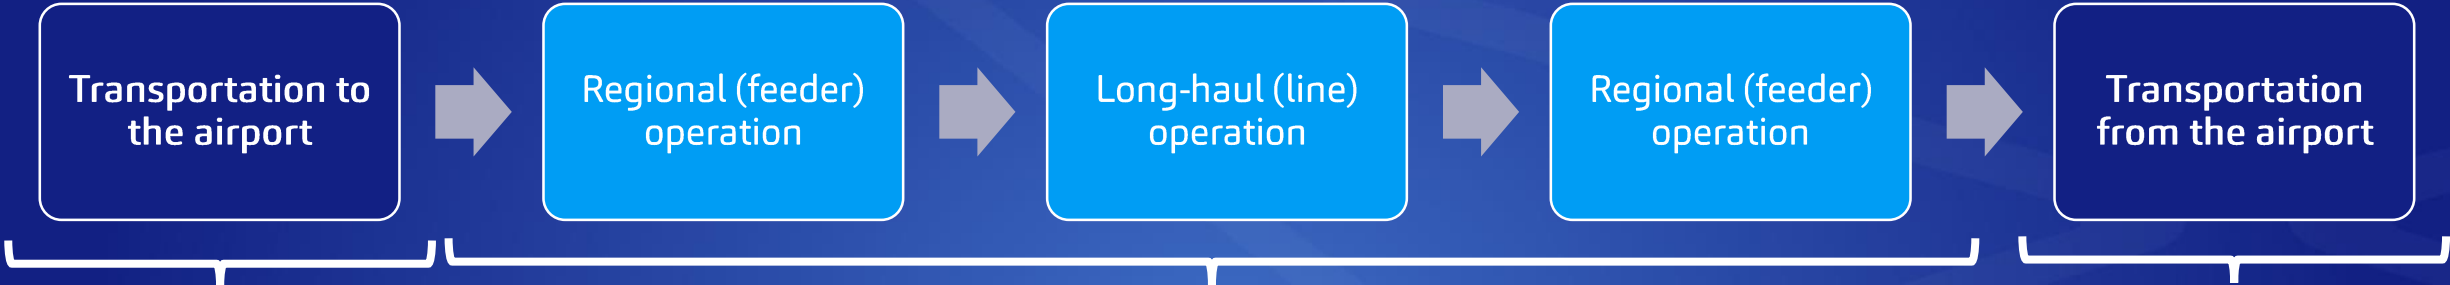 Transportation to
the airport
Regional (feeder)
operation
Long-haul (line)
operation
Regional (feeder)
operation
Transportation
from the airport